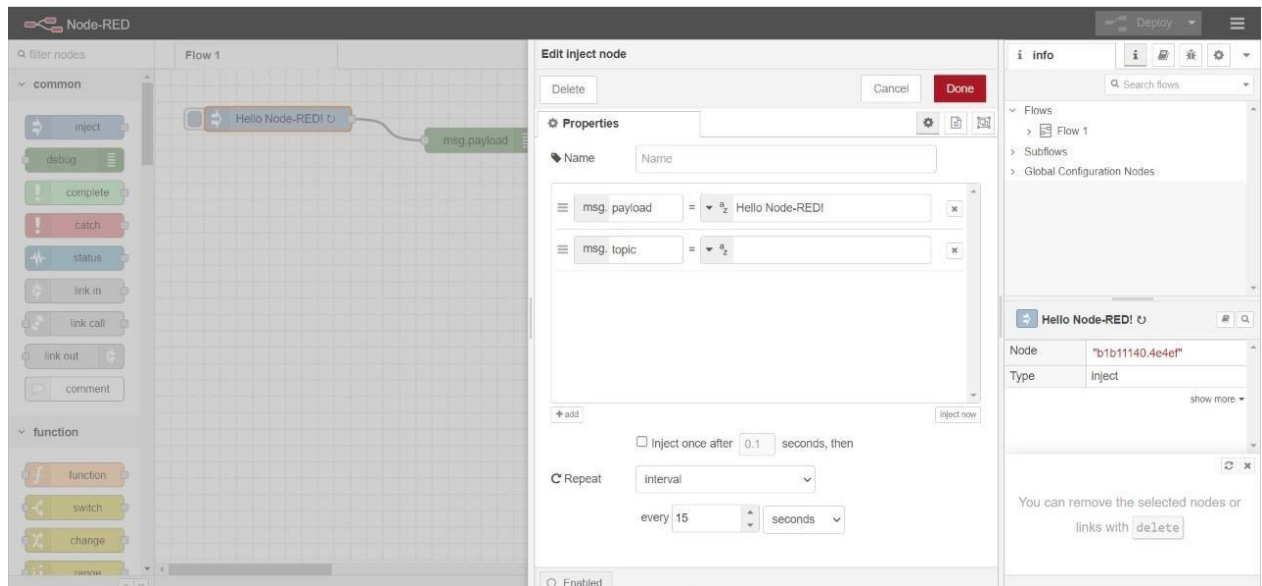 Node-RED
Deploy
filter nodes
common
inject
debug
complete
catch
status
link in
link call
link out
comment
function
function
switch
change
range
Flow 1
Hello Node-RED! ↻
msg.payload
Edit inject node
Delete
Cancel
Done
Properties
Name
Name
msg. payload = a z Hello Node-RED!
msg. topic = a z
+ add
inject now
Inject once after 0.1 seconds, then
Repeat
interval
every 15 seconds
Enabled
i info
i
Search flows
Flows
Flow 1
Subflows
Global Configuration Nodes
Hello Node-RED! ↻
Node "b1b11140.4e4ef"
Type inject
show more
You can remove the selected nodes or
links with delete